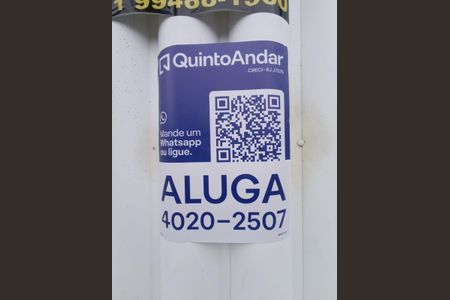 QuintoAndar
Mande um
Whatsapp
ou ligue.
ALUGA
4020-2507